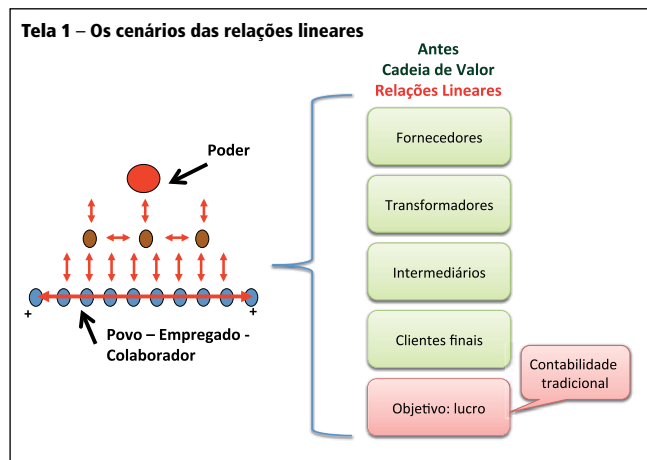 Tela 1 – Os cenários das relações lineares
Antes
Cadeia de Valor
Relações Lineares
Poder
+
+
Povo – Empregado -
Colaborador
Fornecedores
Transformadores
Intermediários
Clientes finais
Objetivo: lucro
Contabilidade
tradicional